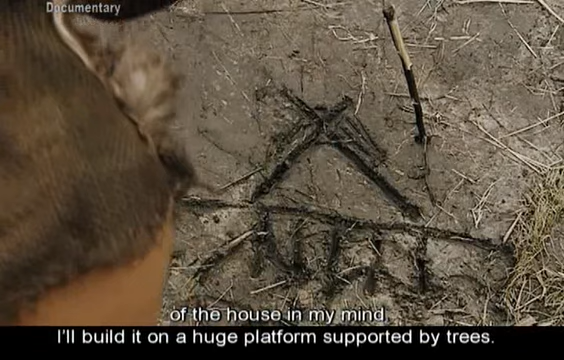 Documentary
of the house in my mind
I'll build it on a huge platform supported by trees.